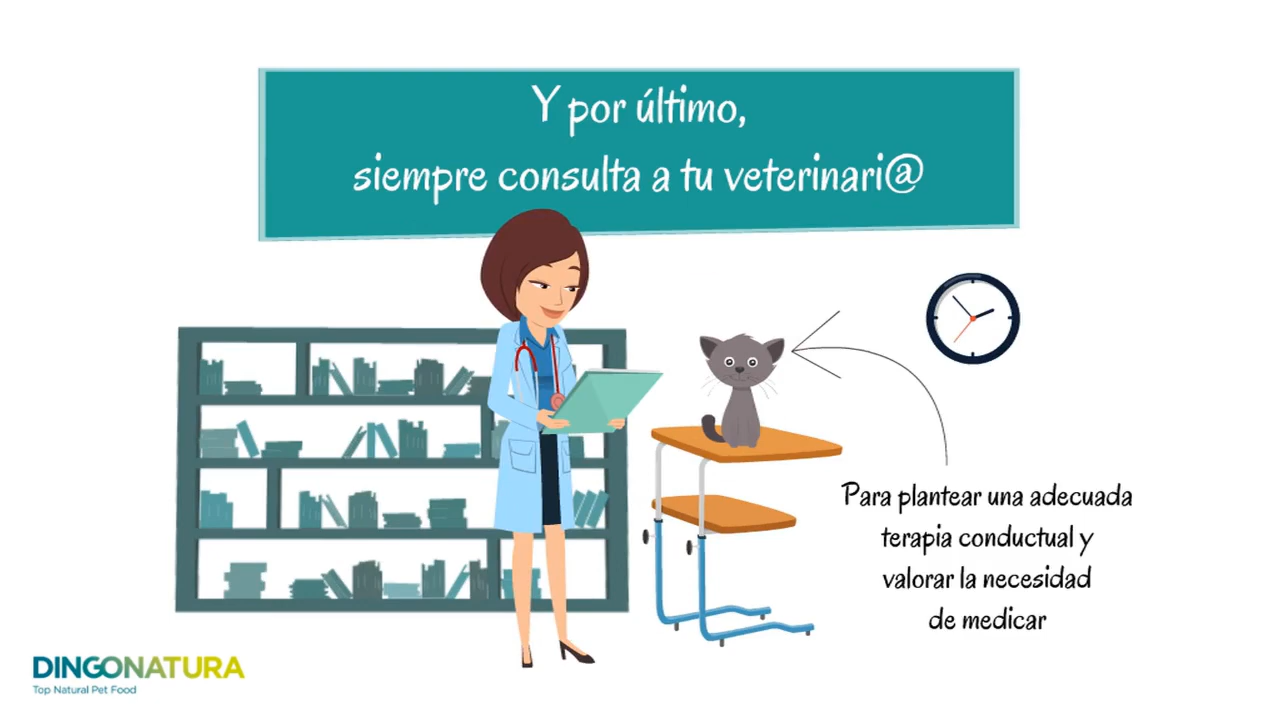 Y por último,
siempre consulta a tu veterinari@
Para plantear una adecuada
terapia conductual y
valorar la necesidad
de medicar
DINGONATURA
Top Natural Pet Food